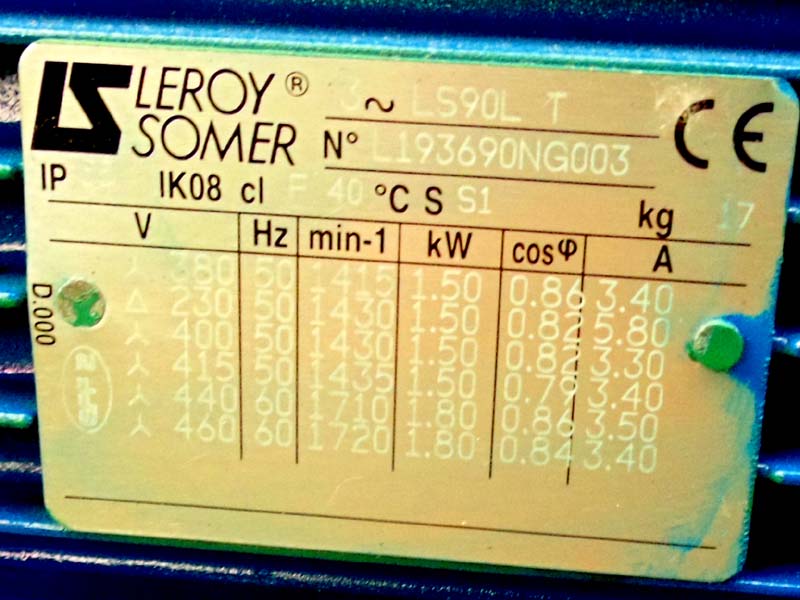 LS LEROY® 3 ~ LS90L T CE
SOMER N° L193690NG003
IP IK08 cl F 40 °C S S1 kg 17
V Hz min-1 kW cosφ A
⅄ 380 50 1415 1.50 0.86 3.40
Δ 230 50 1430 1.50 0.82 5.80
⅄ 400 50 1430 1.50 0.82 3.30
⅄ 415 50 1435 1.50 0.79 3.40
⅄ 440 60 1710 1.80 0.86 3.50
⅄ 460 60 1720 1.80 0.84 3.40
D.000